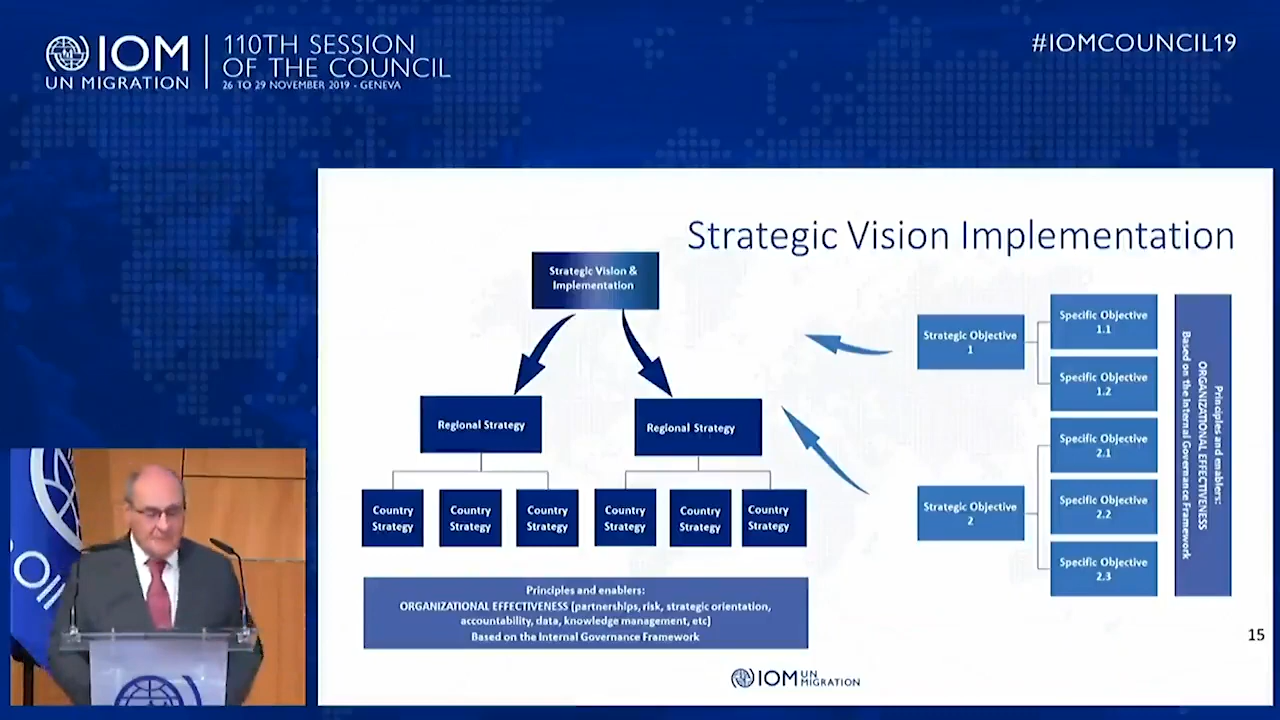 IOM
UN MIGRATION
110TH SESSION
OF THE COUNCIL
26 TO 29 NOVEMBER 2019 - GENEVA
#IOMCOUNCIL19
Strategic Vision Implementation
Strategic Vision &
Implementation
Regional Strategy
Regional Strategy
Country
Strategy
Country
Strategy
Country
Strategy
Country
Strategy
Country
Strategy
Country
Strategy
Principles and enablers:
ORGANIZATIONAL EFFECTIVENESS (partnerships, risk, strategic orientation,
accountability, data, knowledge management, etc)
Based on the Internal Governance Framework
Strategic Objective
1
Specific Objective
1.1
Specific Objective
1.2
Strategic Objective
2
Specific Objective
2.1
Specific Objective
2.2
Specific Objective
2.3
Principles and enablers:
ORGANIZATIONAL EFFECTIVENESS
Based on the Internal Governance Framework
15
IOM UN
MIGRATION